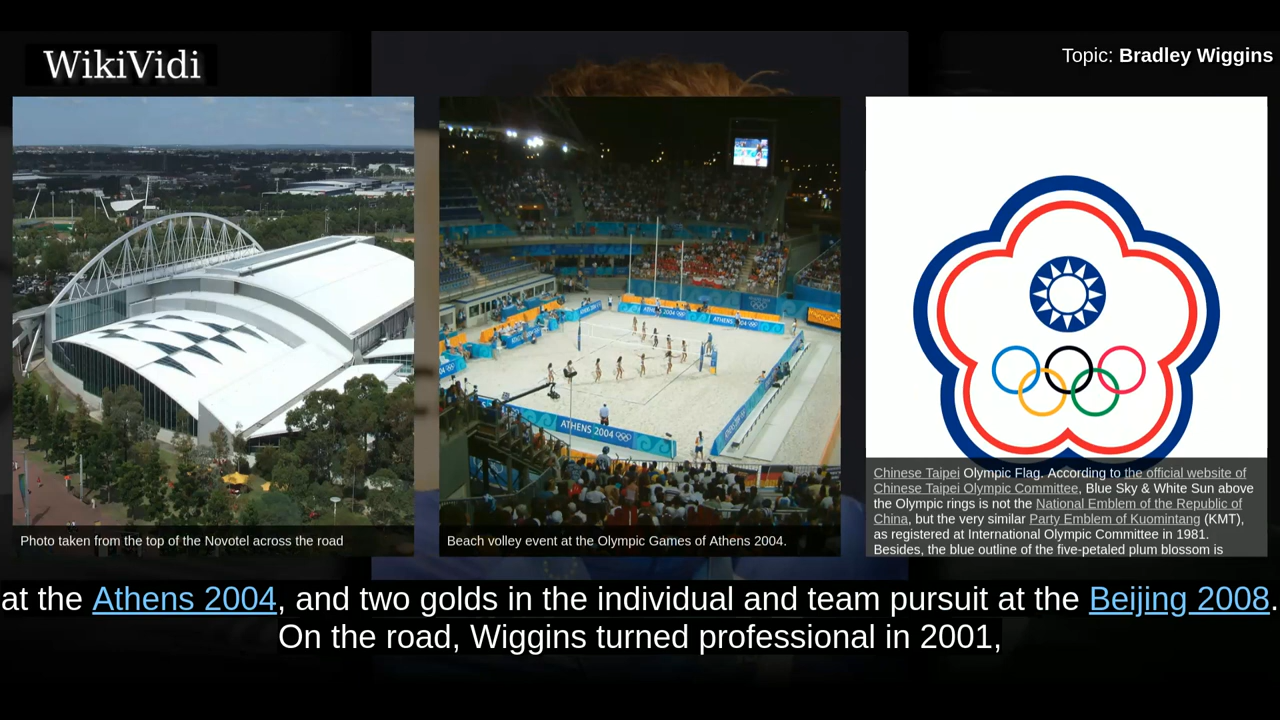 WikiVidi
Topic: Bradley Wiggins
ATHENS 2004
ATHENS 2004
Photo taken from the top of the Novotel across the road
Beach volley event at the Olympic Games of Athens 2004.
Chinese Taipei Olympic Flag. According to the official website of
Chinese Taipei Olympic Committee, Blue Sky & White Sun above
the Olympic rings is not the National Emblem of the Republic of
China, but the very similar Party Emblem of Kuomintang (KMT),
as registered at International Olympic Committee in 1981.
Besides, the blue outline of the five-petaled plum blossom is
at the Athens 2004, and two golds in the individual and team pursuit at the Beijing 2008.
On the road, Wiggins turned professional in 2001,